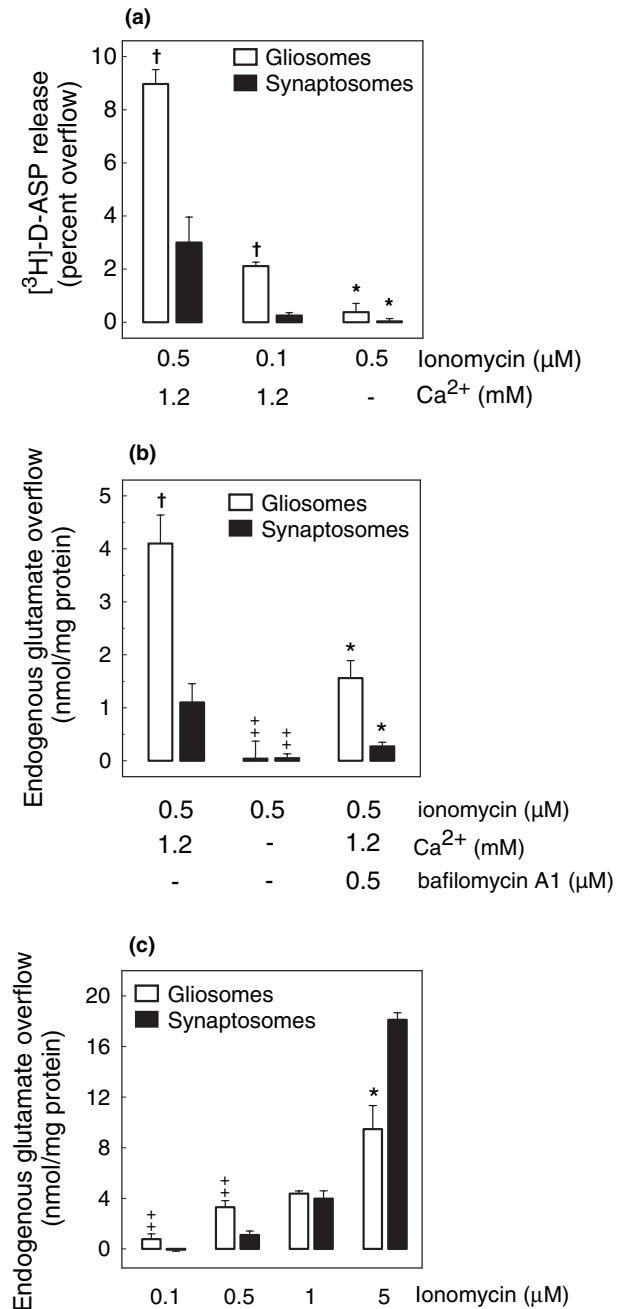 (a)
[³H]-D-ASP release
(percent overflow)
10
8
6
4
2
0
Gliosomes
Synaptosomes
†
†
*
*
0.5 0.1 0.5 Ionomycin (µM)
1.2 1.2 - Ca²⁺ (mM)
(b)
Endogenous glutamate overflow
(nmol/mg protein)
5
4
3
2
1
0
Gliosomes
Synaptosomes
†
‡
‡
*
*
0.5 0.5 0.5 ionomycin (µM)
1.2 - 1.2 Ca²⁺ (mM)
- - 0.5 bafilomycin A1 (µM)
(c)
Endogenous glutamate overflow
(nmol/mg protein)
20
16
12
8
4
0
Gliosomes
Synaptosomes
‡
‡
*
0.1 0.5 1 5 Ionomycin (µM)